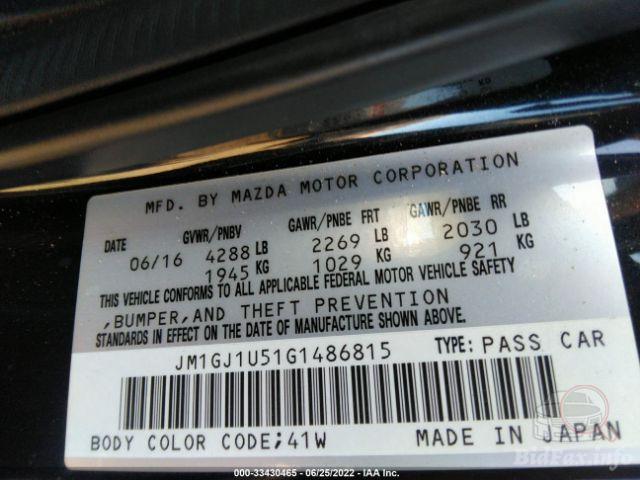 KG
MFD. BY MAZDA MOTOR CORPORATION
DATE GVWR/PNBV GAWR/PNBE FRT GAWR/PNBE RR
06/16 4288 LB 2269 LB 2030 LB
1945 KG 1029 KG 921 KG
THIS VEHICLE CONFORMS TO ALL APPLICABLE FEDERAL MOTOR VEHICLE SAFETY
,BUMPER,AND THEFT PREVENTION
STANDARDS IN EFFECT ON THE DATE OF MANUFACTURE SHOWN ABOVE.
JM1GJ1U51G1486815 TYPE: PASS CAR
BODY COLOR CODE;41W MADE IN JAPAN
BidFax.info
000-33430465 - 06/25/2022 - IAA Inc.